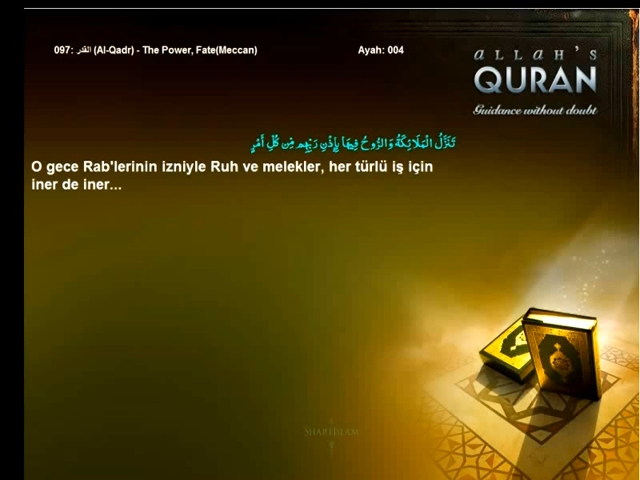 097: القدر (Al-Qadr) - The Power, Fate(Meccan) Ayah: 004
ALLAH'S
QURAN
Guidance without doubt
تَنَزَّلُ الْمَلَائِكَةُ وَالرُّوحُ فِيهَا بِإِذْنِ رَبِّهِم مِّن كُلِّ أَمْرٍ
O gece Rab'lerinin izniyle Ruh ve melekler, her türlü iş için
iner de iner...